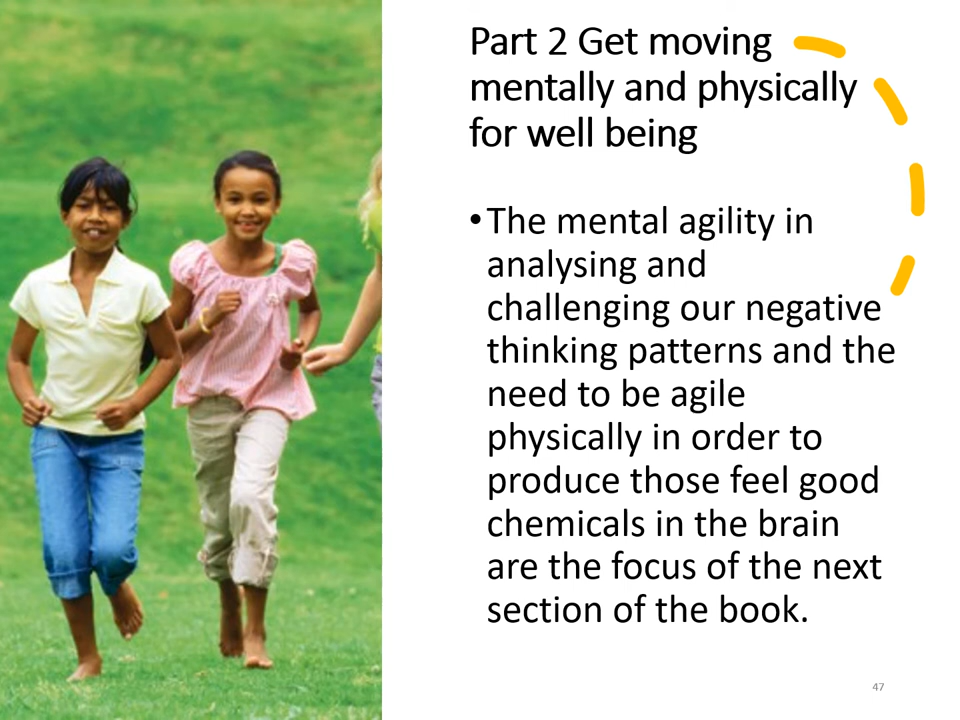 Part 2 Get moving
mentally and physically
for well being
•The mental agility in
analysing and
challenging our negative
thinking patterns and the
need to be agile
physically in order to
produce those feel good
chemicals in the brain
are the focus of the next
section of the book.
47